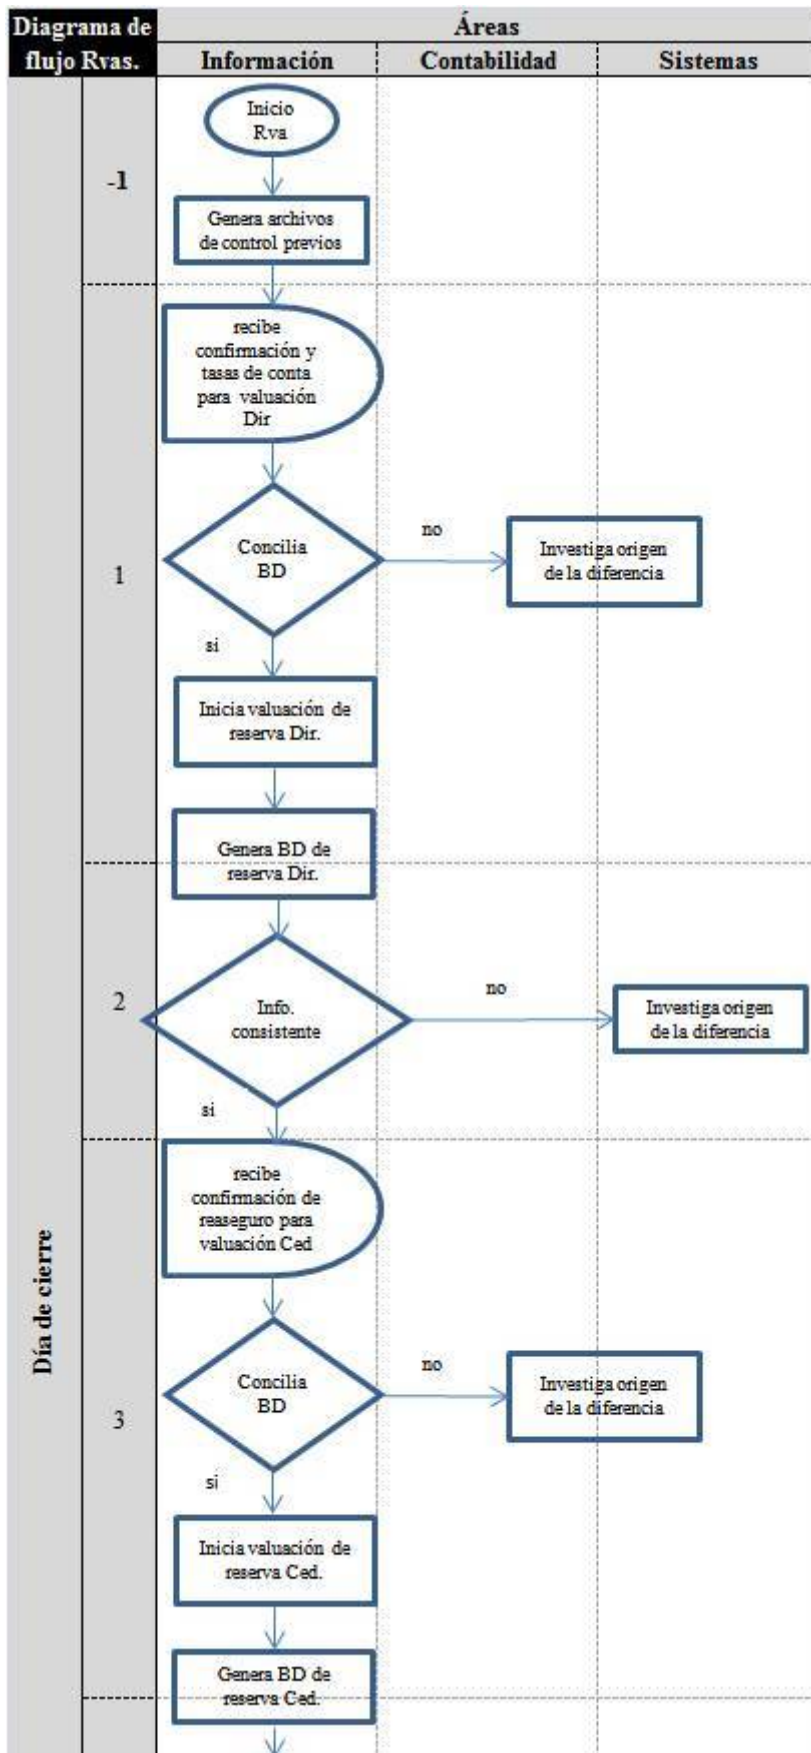 Diagrama de
flujo Rvas.
Áreas
Información
Contabilidad
Sistemas
Inicio
Rva
-1
Genera archivos
de control previos
recibe
confirmación y
tasas de conta
para valuación
Dir
Concilia
BD
no
Investiga origen
de la diferencia
1
si
Inicia valuación de
reserva Dir.
Genera BD de
reserva Dir.
2
Info.
consistente
no
Investiga origen
de la diferencia
si
recibe
confirmación de
reaseguro para
valuación Ced
Día de cierre
Concilia
BD
no
Investiga origen
de la diferencia
3
si
Inicia valuación de
reserva Ced.
Genera BD de
reserva Ced.